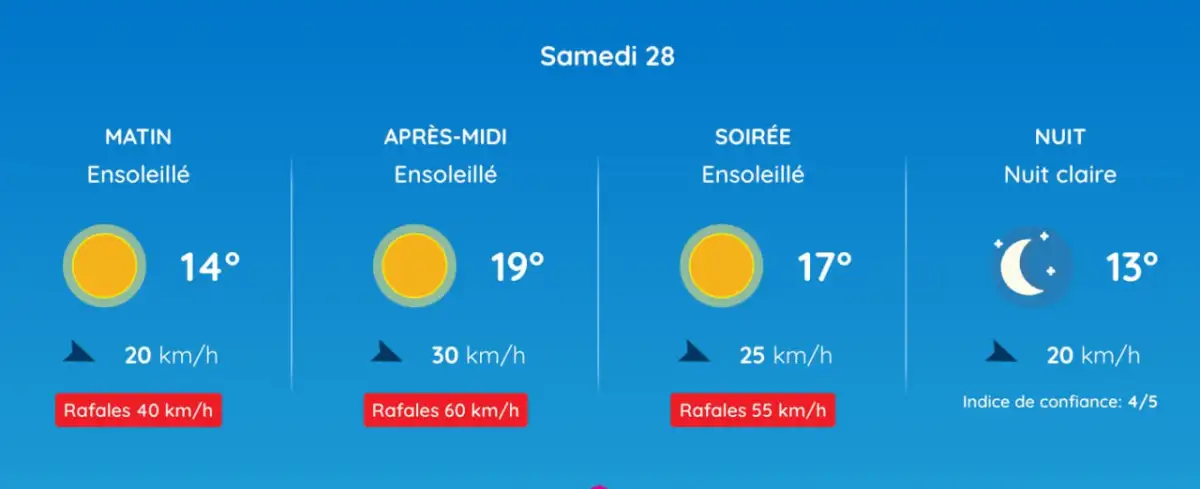 Samedi 28
MATIN
Ensoleillé
14°
20 km/h
Rafales 40 km/h
APRÈS-MIDI
Ensoleillé
19°
30 km/h
Rafales 60 km/h
SOIRÉE
Ensoleillé
17°
25 km/h
Rafales 55 km/h
NUIT
Nuit claire
13°
20 km/h
Indice de confiance: 4/5